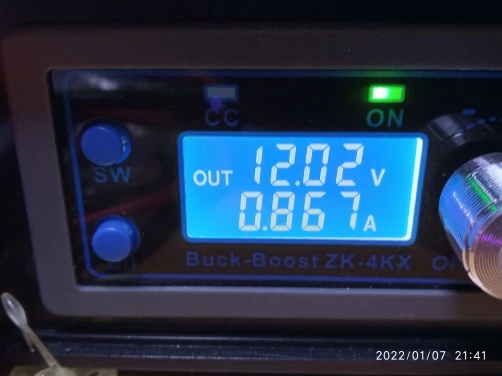 CC ON
SW
OUT 12.02 V
0.867 A
Buck-Boost ZK-4KX
2022/01/07 21:41